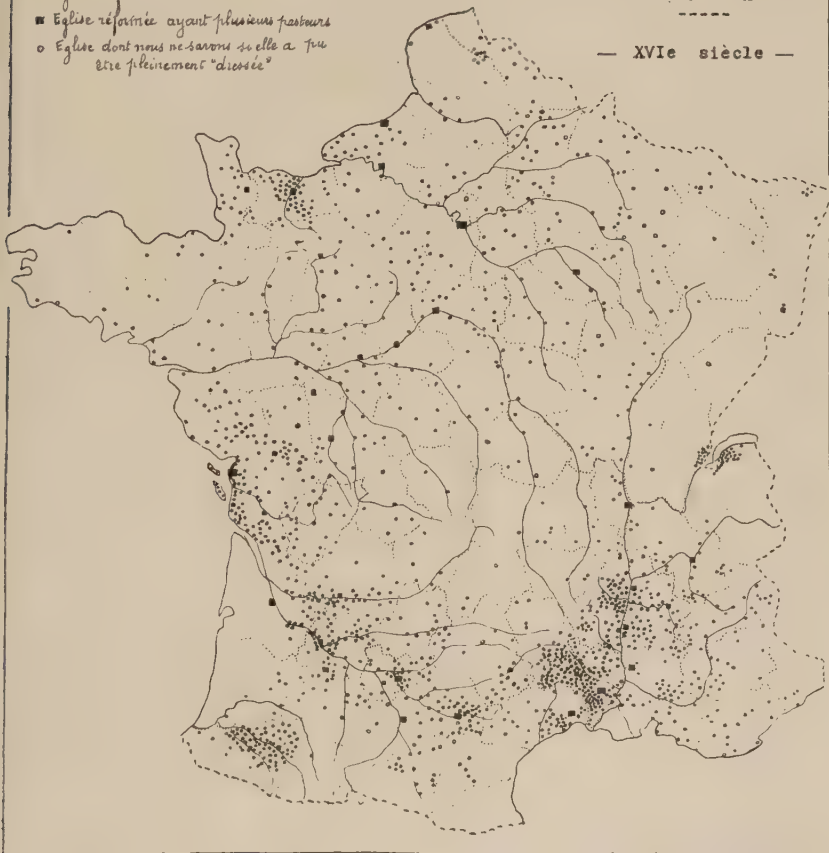 ■ Eglise réformée ayant plusieurs pasteurs
○ Eglise dont nous ne savons si elle a pu
être pleinement "dressée"
— XVIe siècle —